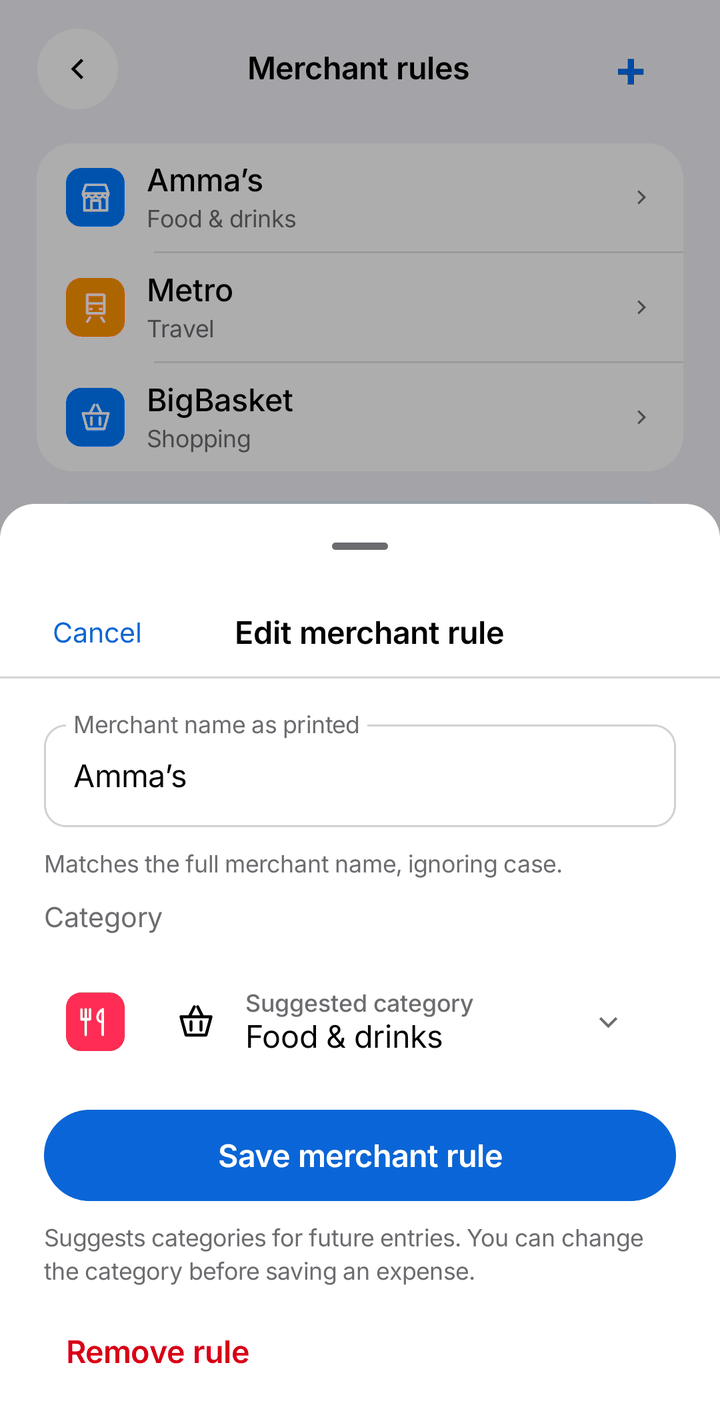 Merchant rules
Amma’s
Food & drinks
Metro
Travel
BigBasket
Shopping
Cancel
Edit merchant rule
Merchant name as printed
Amma’s
Matches the full merchant name, ignoring case.
Category
Suggested category
Food & drinks
Save merchant rule
Suggests categories for future entries. You can change
the category before saving an expense.
Remove rule